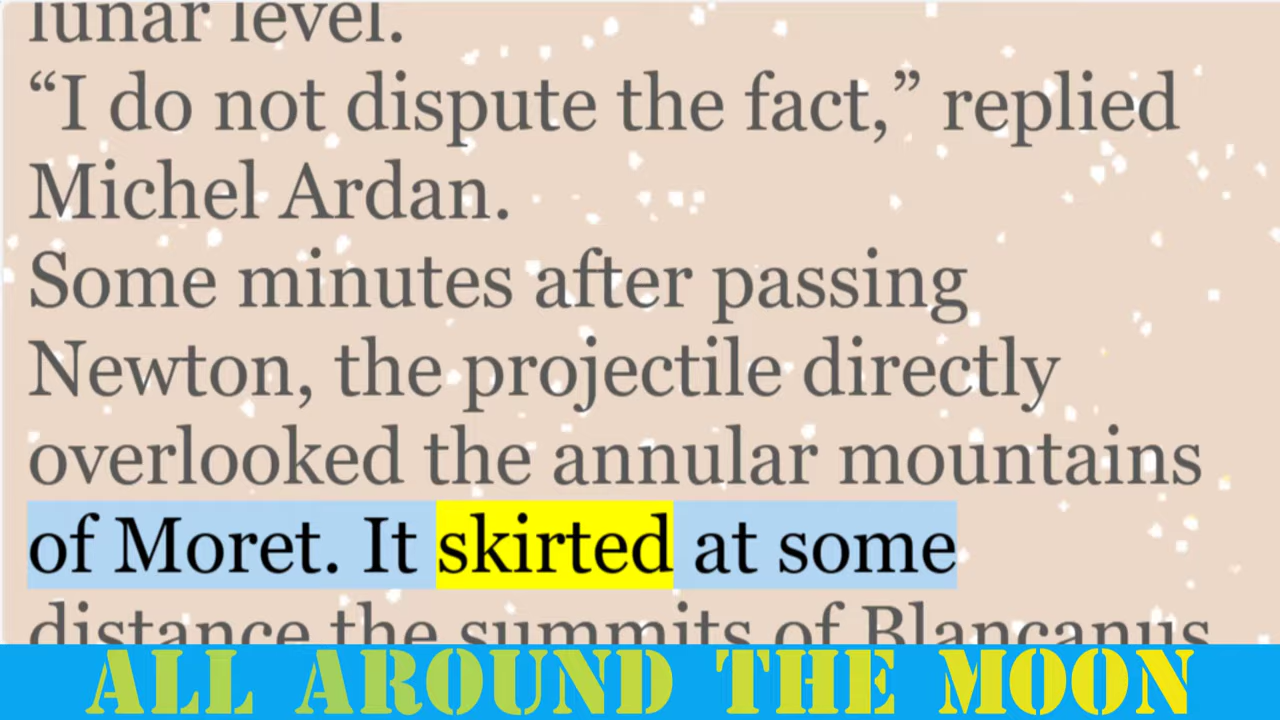 lunar level.
“I do not dispute the fact,” replied
Michel Ardan.
Some minutes after passing
Newton, the projectile directly
overlooked the annular mountains
of Moret. It skirted at some
distance the summits of Blancanus
ALL AROUND THE MOON